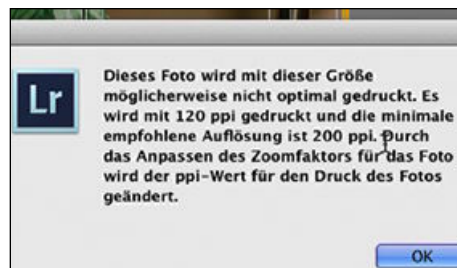 Lr
Dieses Foto wird mit dieser Größe
möglicherweise nicht optimal gedruckt. Es
wird mit 120 ppi gedruckt und die minimale
empfohlene Auflösung ist 200 ppi. Durch
das Anpassen des Zoomfaktors für das Foto
wird der ppi-Wert für den Druck des Fotos
geändert.
OK